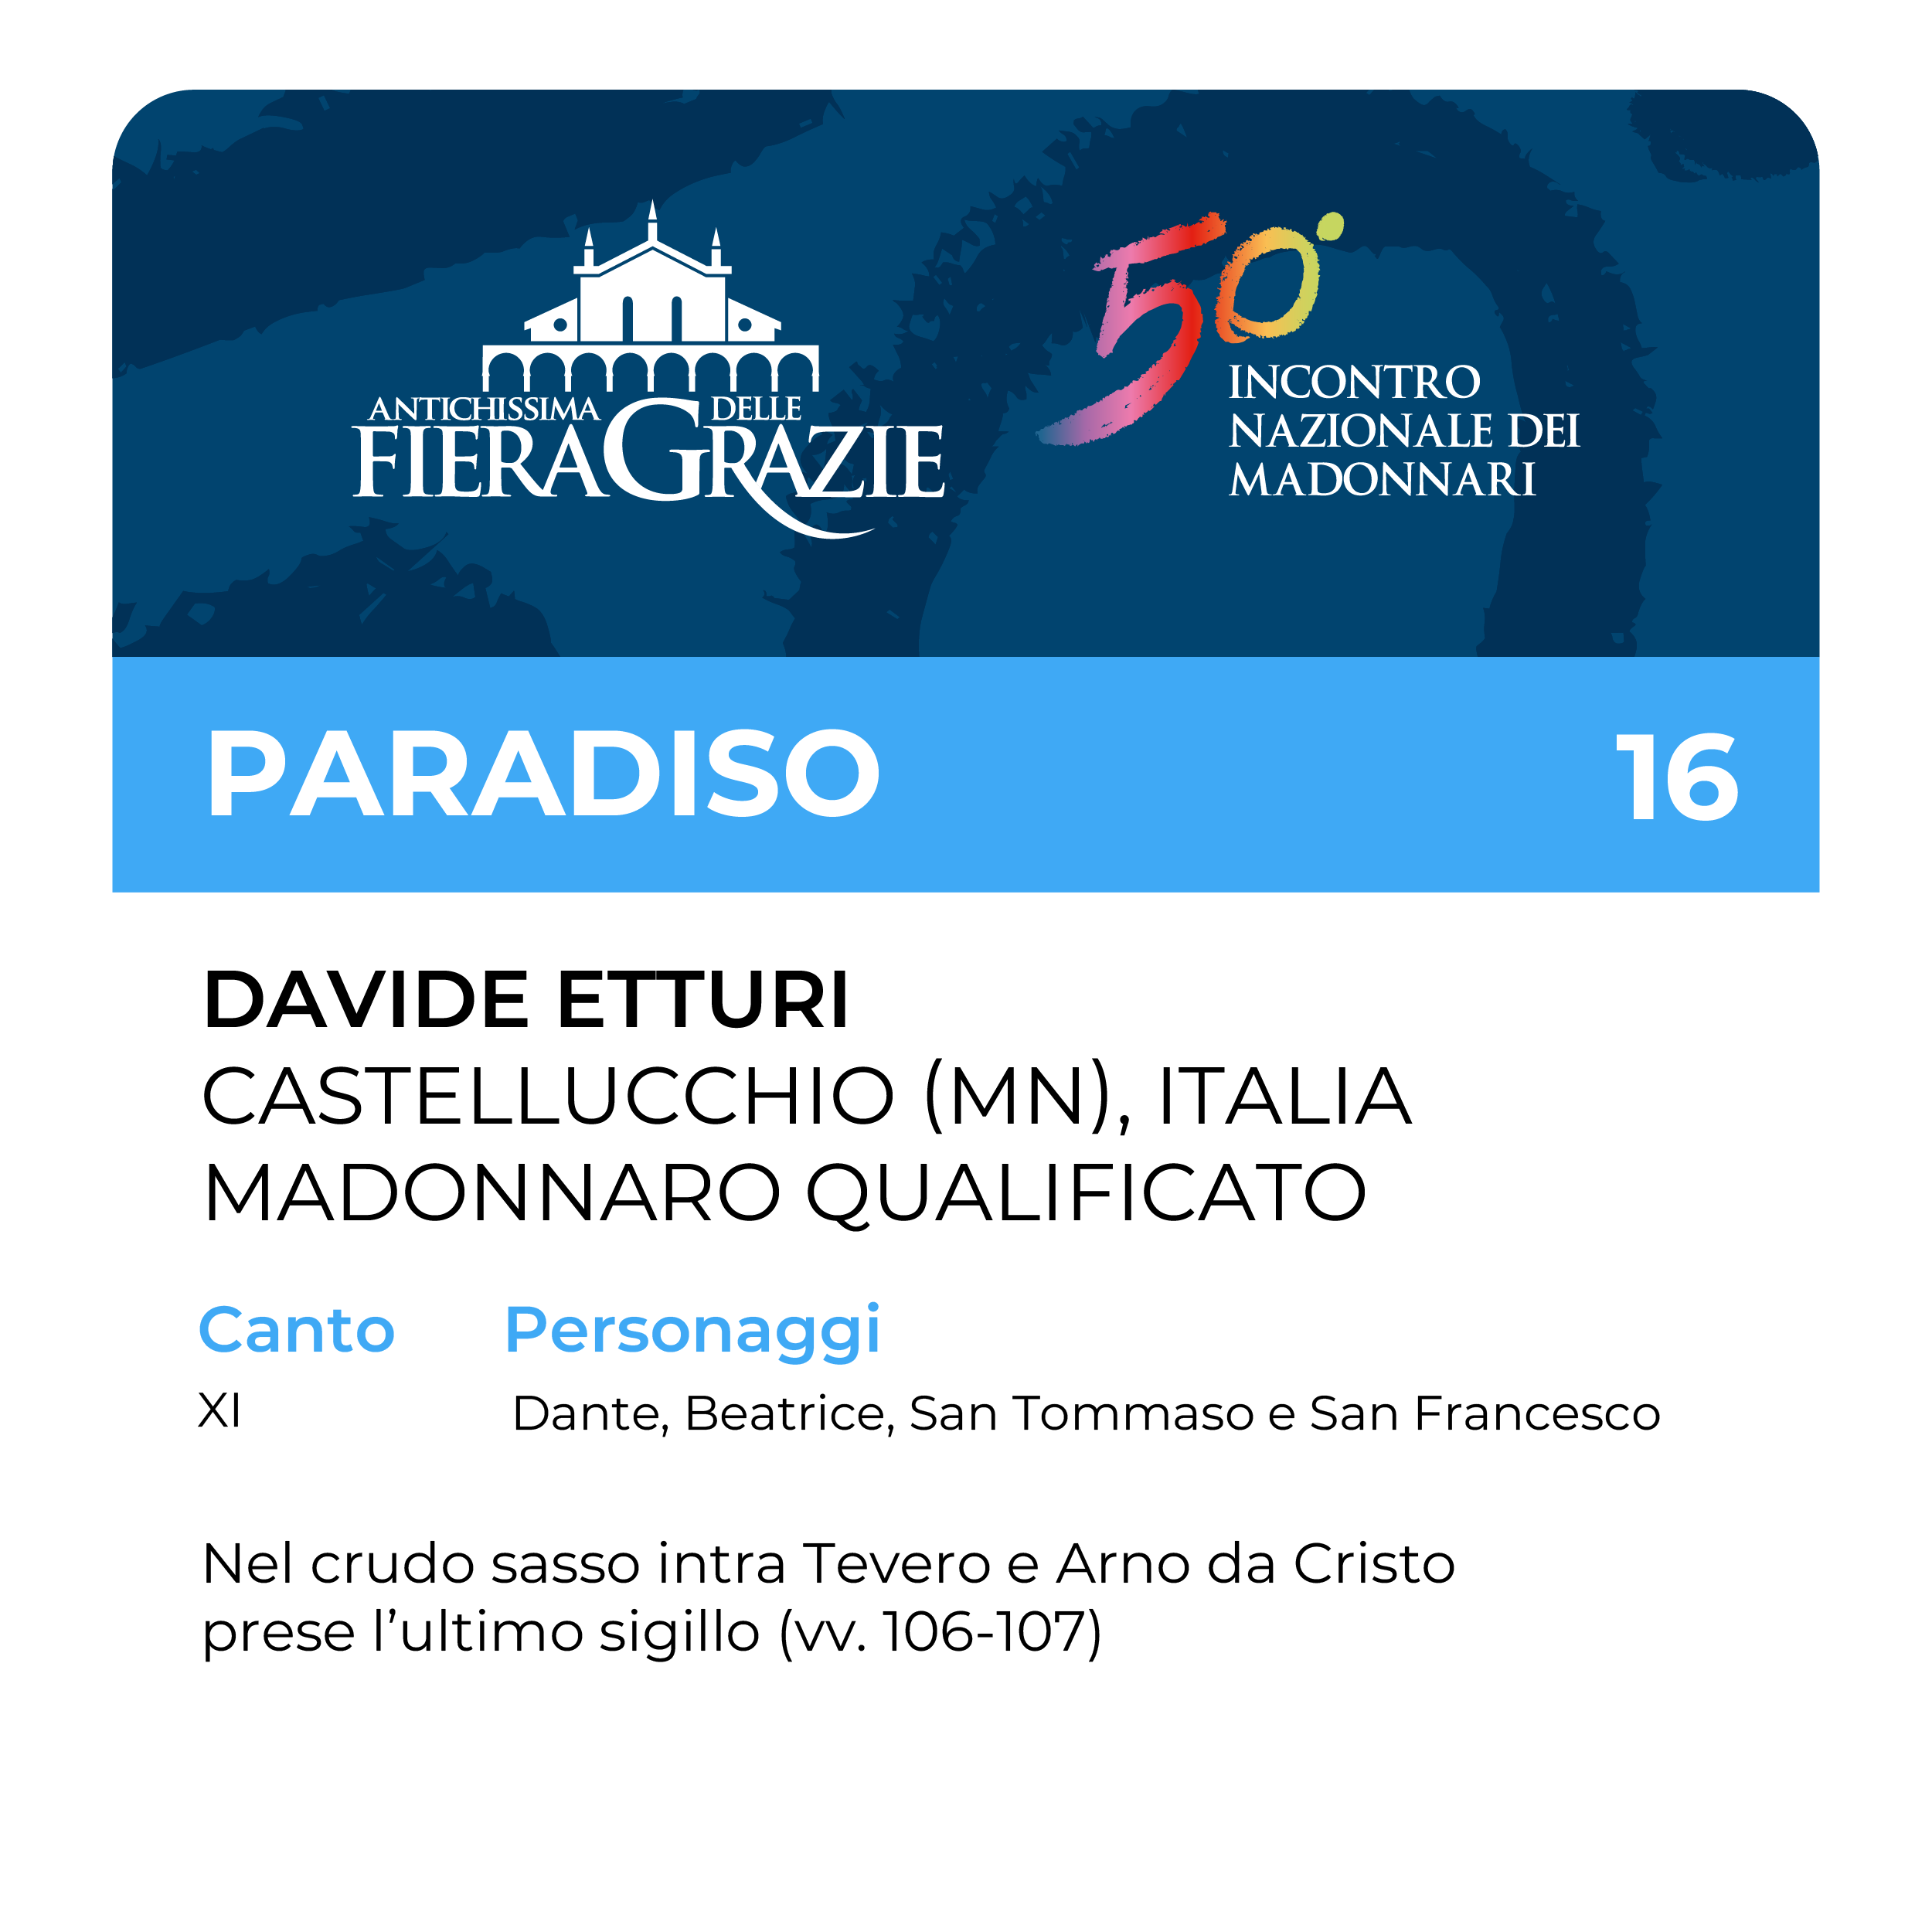 ANTICHISSIMA DELLE
FIERAGRAZIE
50°
INCONTRO
NAZIONALE DEI
MADONNARI
PARADISO 16
DAVIDE ETTURI
CASTELLUCCHIO (MN), ITALIA
MADONNARO QUALIFICATO
Canto Personaggi
XI Dante, Beatrice, San Tommaso e San Francesco
Nel crudo sasso intra Tevero e Arno da Cristo
prese l'ultimo sigillo (vv. 106-107)